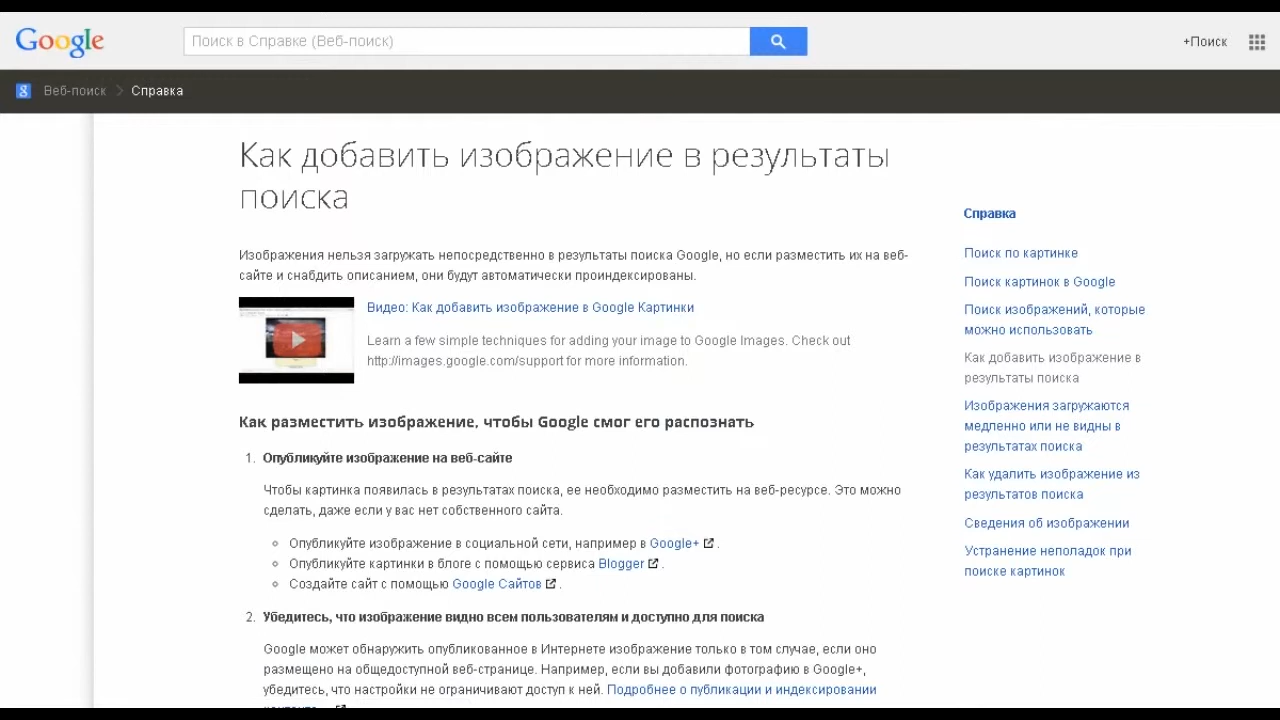 Google
Поиск в Справке (Веб-поиск)
+Поиск
Веб-поиск
Справка
Как добавить изображение в результаты
поиска
Изображения нельзя загружать непосредственно в результаты поиска Google, но если разместить их на веб-
сайте и снабдить описанием, они будут автоматически проиндексированы.
Видео: Как добавить изображение в Google Картинки
Learn a few simple techniques for adding your image to Google Images. Check out
http://images.google.com/support for more information.
Как разместить изображение, чтобы Google смог его распознать
1. Опубликуйте изображение на веб-сайте
Чтобы картинка появилась в результатах поиска, ее необходимо разместить на веб-ресурсе. Это можно
сделать, даже если у вас нет собственного сайта.
Опубликуйте изображение в социальной сети, например в Google+ .
Опубликуйте картинки в блоге с помощью сервиса Blogger .
Создайте сайт с помощью Google Сайтов .
2. Убедитесь, что изображение видно всем пользователям и доступно для поиска
Google может обнаружить опубликованное в Интернете изображение только в том случае, если оно
размещено на общедоступной веб-странице. Например, если вы добавили фотографию в Google+,
убедитесь, что настройки не ограничивают доступ к ней. Подробнее о публикации и индексировании
Справка
Поиск по картинке
Поиск картинок в Google
Поиск изображений, которые
можно использовать
Как добавить изображение в
результаты поиска
Изображения загружаются
медленно или не видны в
результатах поиска
Как удалить изображение из
результатов поиска
Сведения об изображении
Устранение неполадок при
поиске картинок